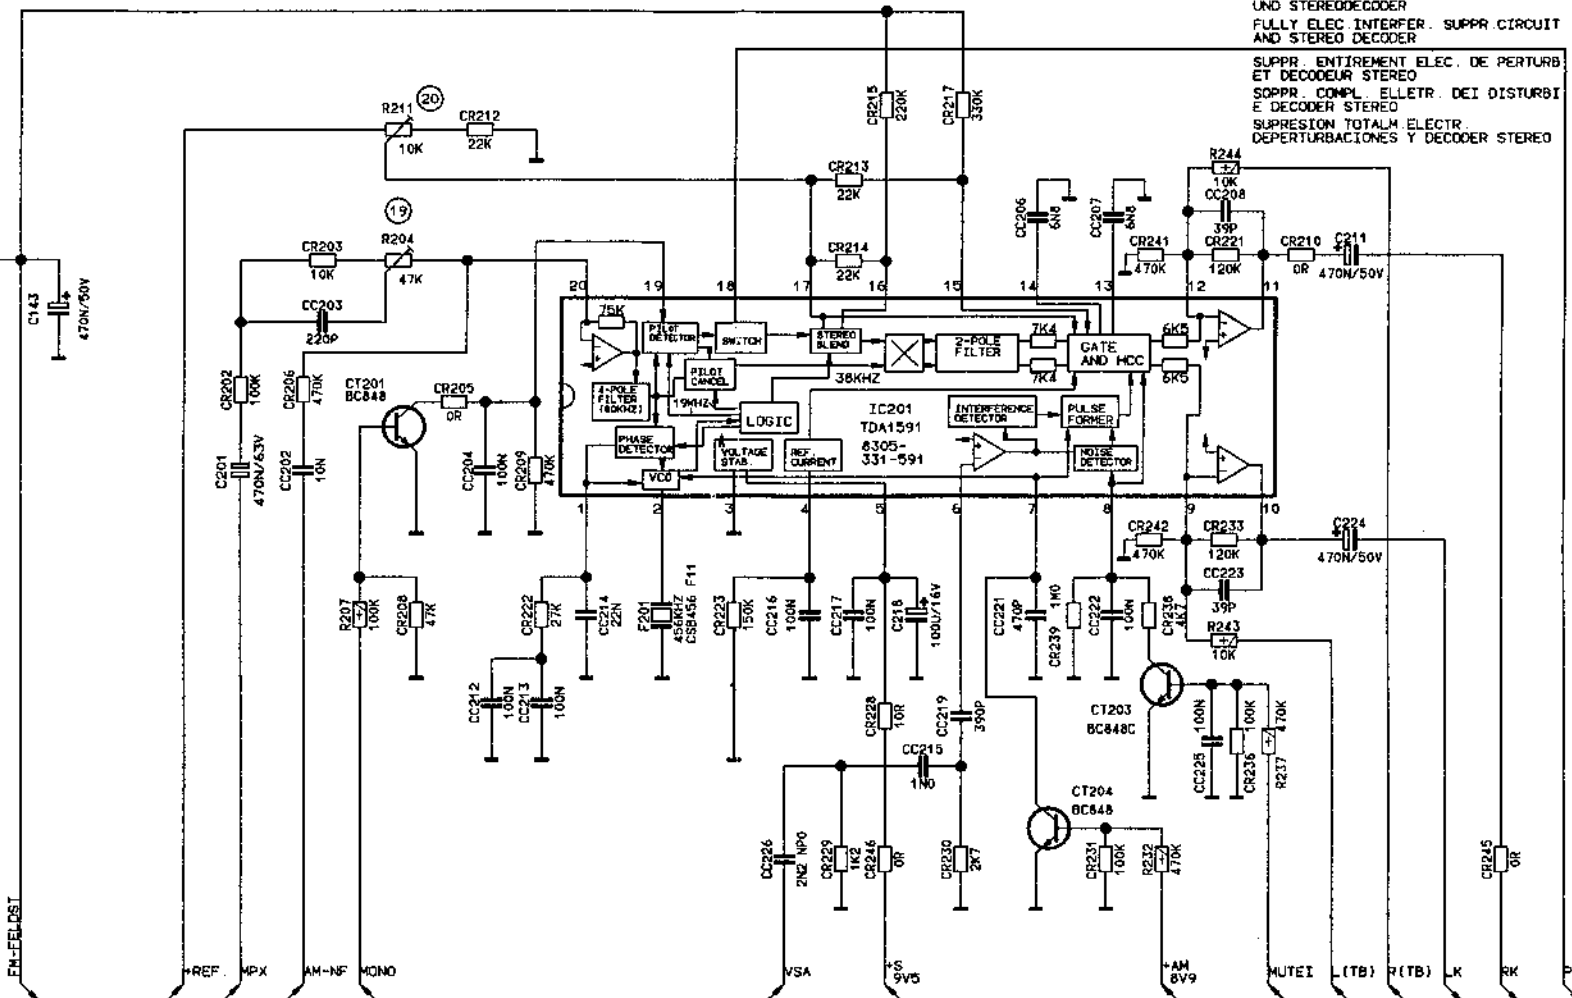 UND STEREODECODER
FULLY ELEC.INTERFER. SUPPR.CIRCUIT
AND STEREO DECODER
SUPPR. ENTIREMENT ELEC. DE PERTURB
ET DECODEUR STEREO
SOPPR. COMPL. ELLETR. DEI DISTURBI
E DECODER STEREO
SUPRESION TOTALM.ELECTR.
DEPERTURBACIONES Y DECODER STEREO
R211
20
10K
CR212
22K
CR215
220K
CR217
330K
CR213
22K
CR214
22K
19
CR203
10K
R204
47K
CC203
220P
C143
470N/50V
CR202
100K
CR206
470K
C201
470N/63V
CC202
10N
CT201
BC848
CR205
0R
CC204
100N
CR209
470K
R207
100K
CR208
47K
CC206
6N8
CC207
6N8
R244
10K
CC208
39P
CR241
470K
CR221
120K
CR210
0R
C211
470N/50V
20
19
18
17
16
15
14
13
12
11
75K
PILOT
DETECTOR
SWITCH
STEREO
BLEND
2-POLE
FILTER
7K4
7K4
GATE
AND HCC
6K5
6K5
PILOT
CANCEL
38KHZ
4-POLE
FILTER
(80KHZ)
19KHZ
LOGIC
PHASE
DETECTOR
VCO
VOLTAGE
STAB.
REF.
CURRENT
IC201
TDA1591
8305-
331-591
INTERFERENCE
DETECTOR
PULSE
FORMER
NOISE
DETECTOR
1
2
3
4
5
6
7
8
9
10
CR222
27K
CC214
22N
F201
456KHZ
CSB456 F11
CR223
150K
CC216
100N
CC217
100N
C218
100U/16V
CC221
470P
CR239
1M0
CC222
100N
CR238
4K7
CR242
470K
CR233
120K
CC223
39P
R243
10K
C224
470N/50V
CC212
100N
CC213
100N
CR228
10R
CC219
390P
CC215
1N0
CT203
BC848C
CC225
100N
CR236
100K
R237
470K
CT204
BC848
CC226
2N2 NPO
CR229
1K2
CR246
0R
CR230
2K7
CR231
100K
R232
470K
CR245
0R
FM-FELDST
+REF.
MPX
AM-NF
MONO
VSA
+S
9V5
+AM
8V9
MUTEI
L(TB)
R(TB)
LK
RK